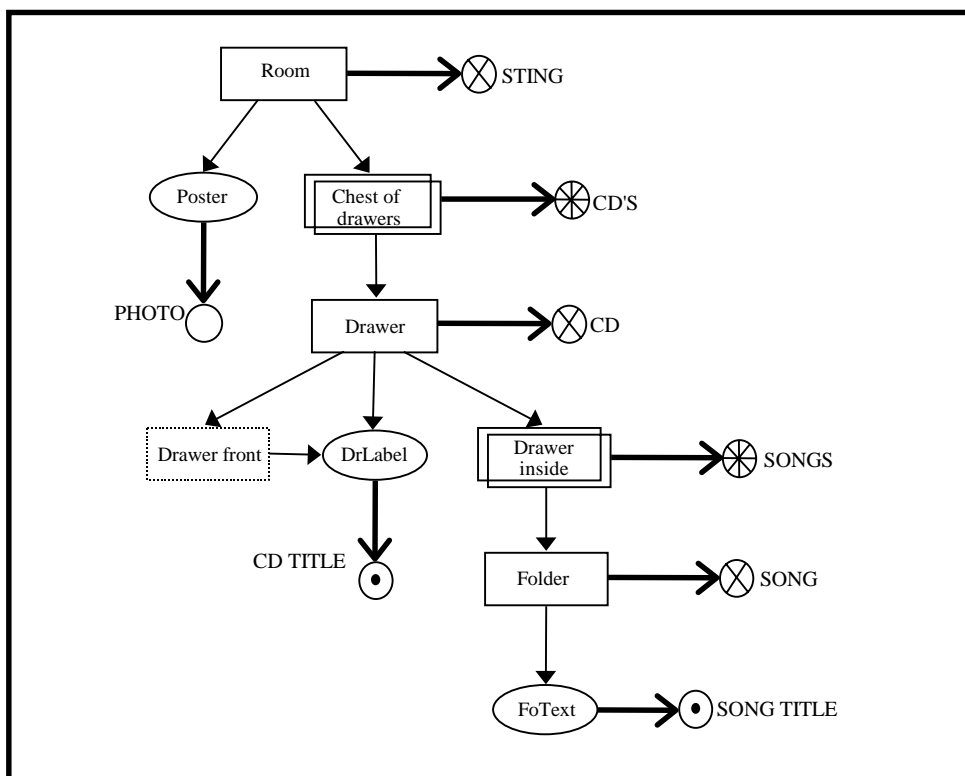 Room
STING
Poster
Chest of
drawers
CD'S
PHOTO
Drawer
CD
Drawer front
DrLabel
Drawer
inside
SONGS
CD TITLE
Folder
SONG
FoText
SONG TITLE